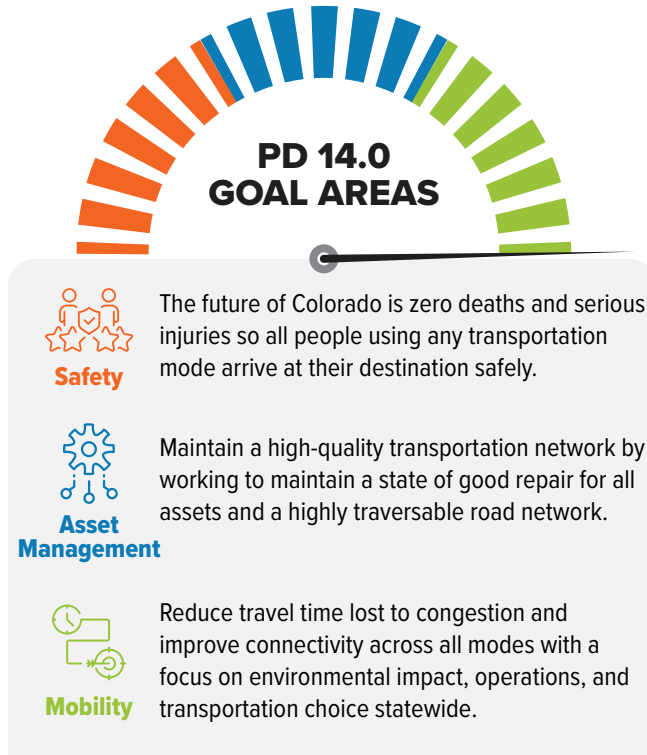 PD 14.0
GOAL AREAS
Safety
The future of Colorado is zero deaths and serious
injuries so all people using any transportation
mode arrive at their destination safely.
Asset
Management
Maintain a high-quality transportation network by
working to maintain a state of good repair for all
assets and a highly traversable road network.
Mobility
Reduce travel time lost to congestion and
improve connectivity across all modes with a
focus on environmental impact, operations, and
transportation choice statewide.